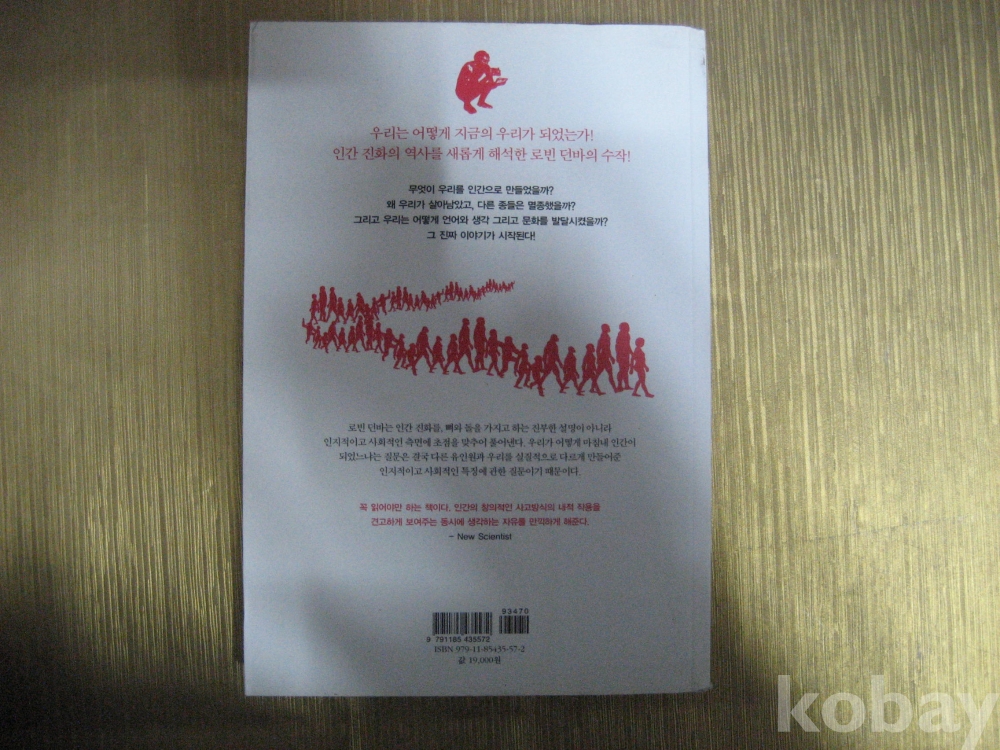 우리는 어떻게 지금의 우리가 되었는가!
인간 진화의 역사를 새롭게 해석한 로빈 던바의 수작!
무엇이 우리를 인간으로 만들었을까?
왜 우리가 살아남았고, 다른 종들은 멸종했을까?
그리고 우리는 어떻게 언어와 생각 그리고 문화를 발달시켰을까?
그 진짜 이야기가 시작된다!
로빈 던바는 인간 진화를, 뼈와 돌을 가지고 하는 진부한 설명이 아니라
인지적이고 사회적인 측면에 초점을 맞추어 풀어낸다. 우리가 어떻게 마침내 인간이
되었느냐는 질문은 결국 다른 유인원과 우리를 실질적으로 다르게 만들어준
인지적이고 사회적인 특징에 관한 질문이기 때문이다.
꼭 읽어야만 하는 책이다. 인간의 창의적인 사고방식의 내적 작용을
견고하게 보여주는 동시에 생각하는 자유를 만끽하게 해준다.
– New Scientist
93470
9 791185 435572
ISBN 979-11-85435-57-2
값 19,000원
kobay